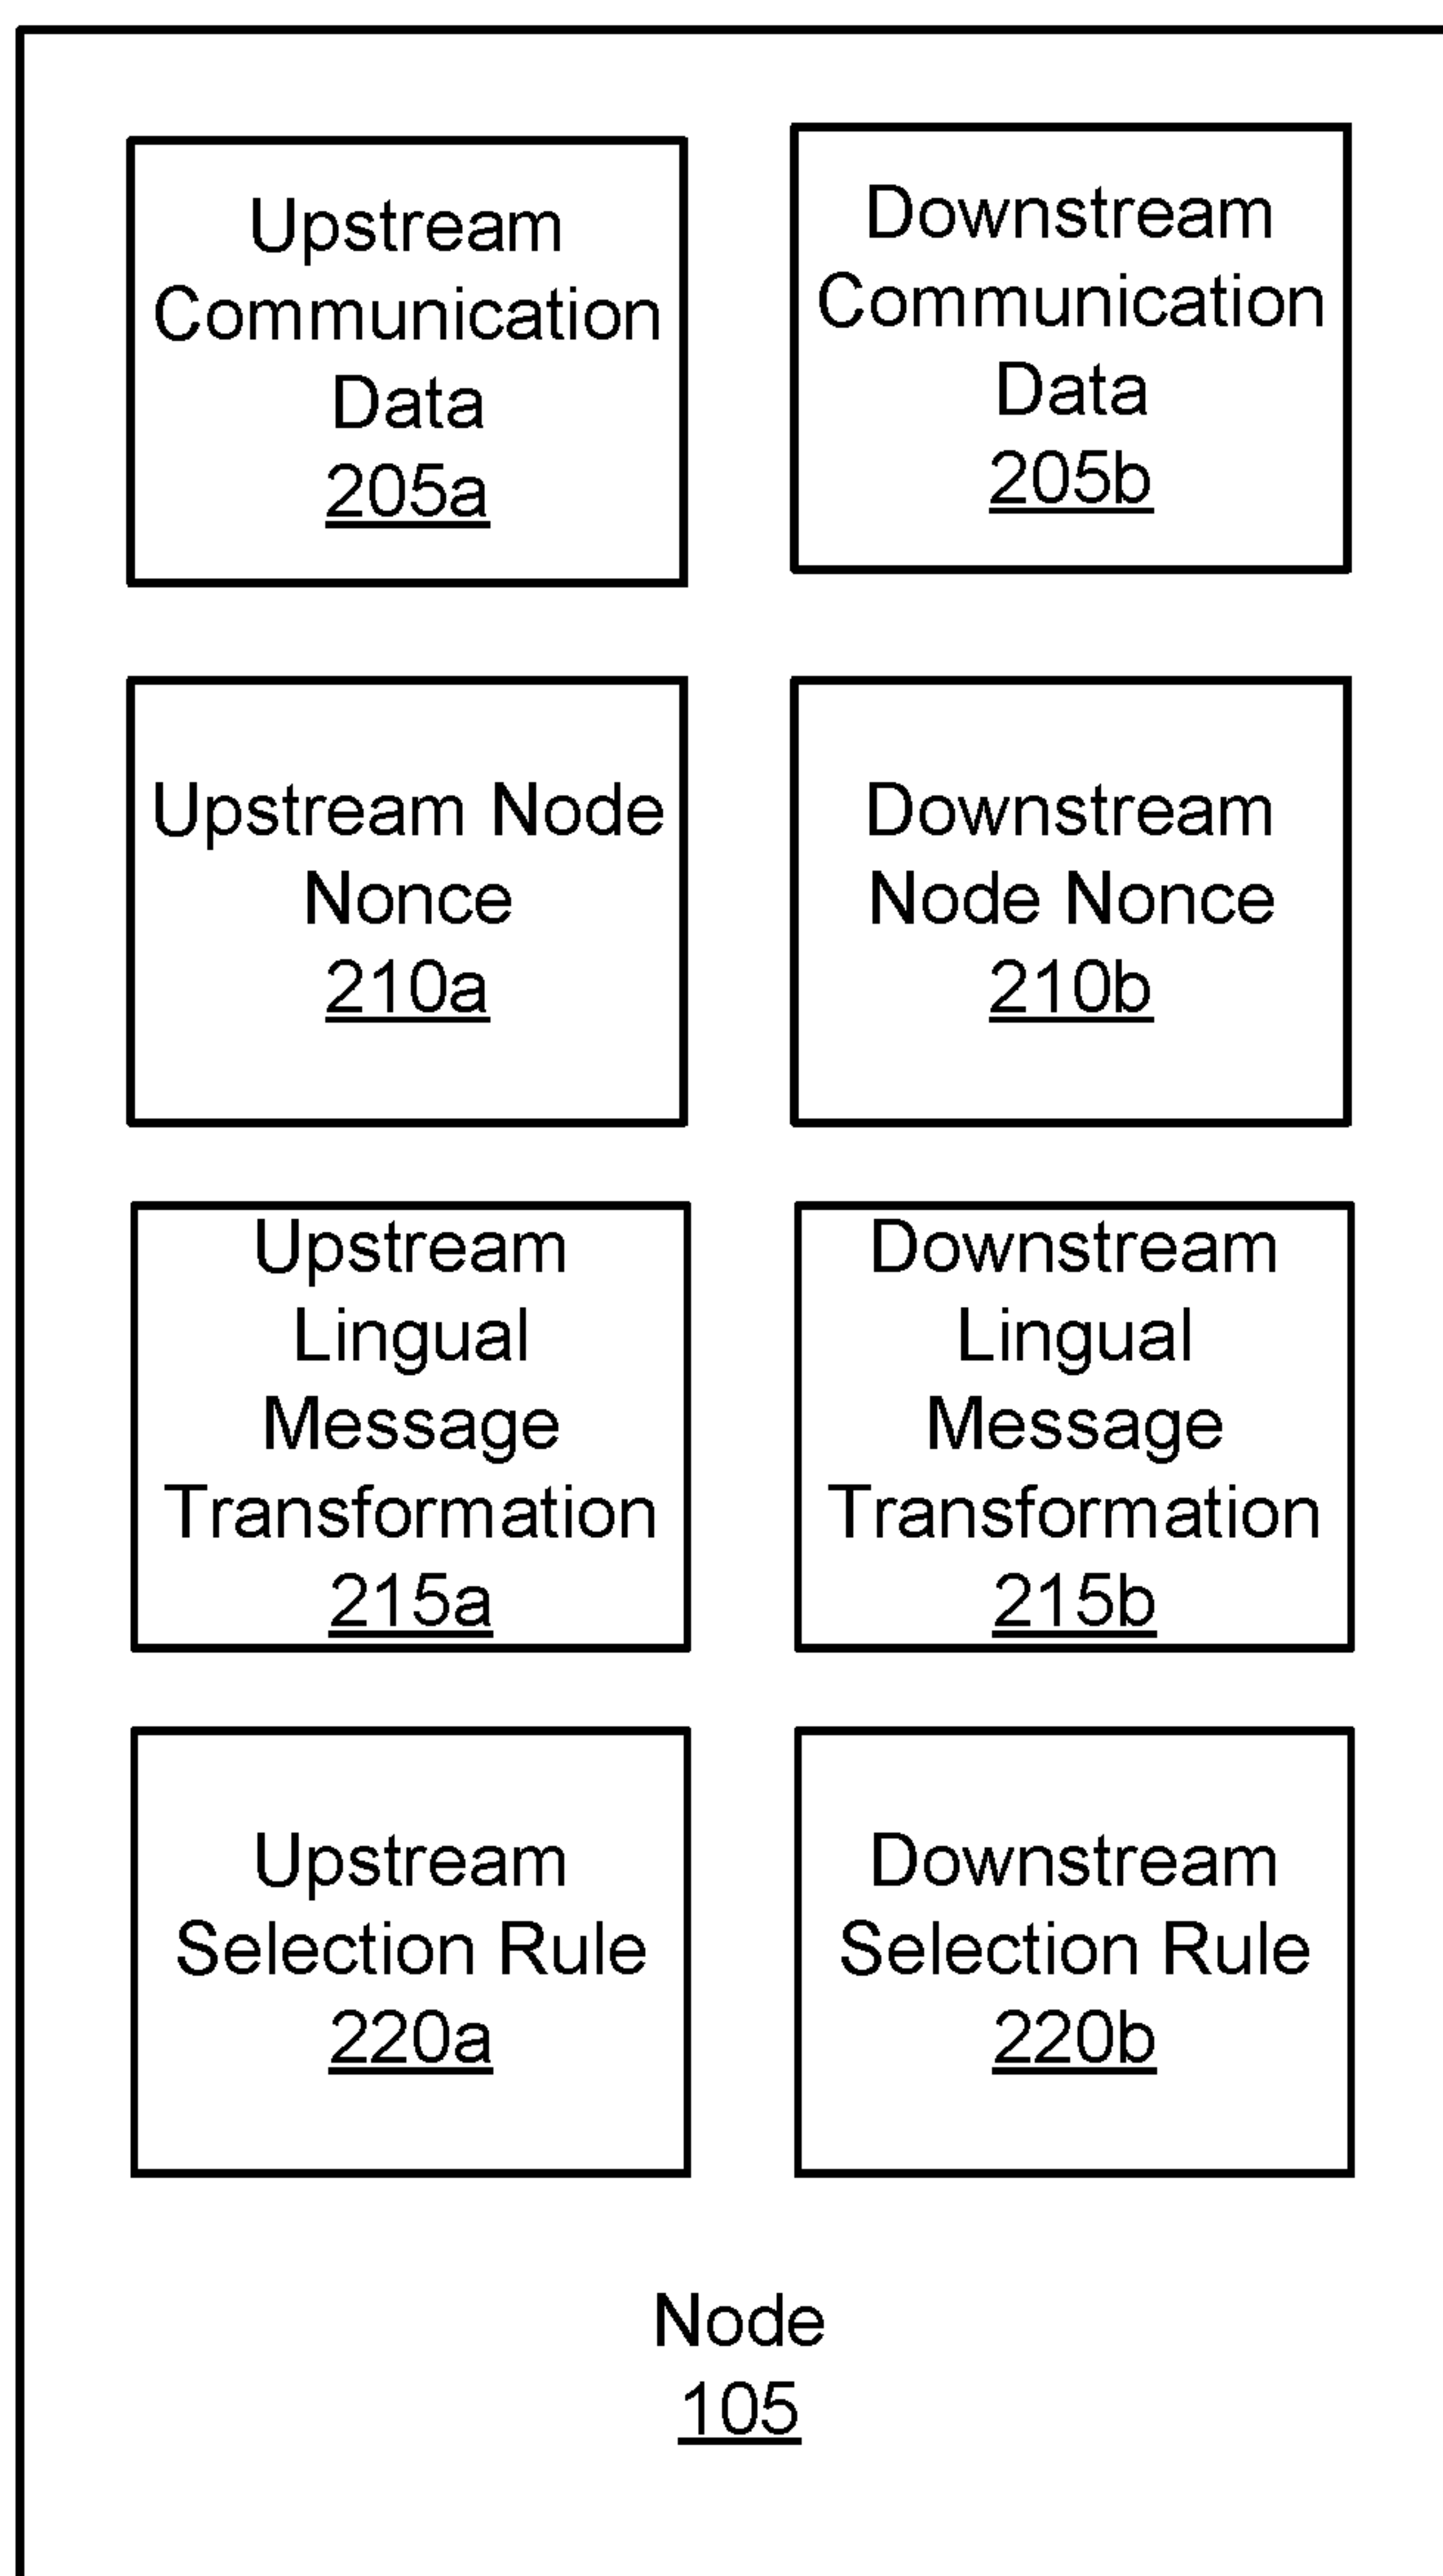 Upstream
Communication
Data
205a
Downstream
Communication
Data
205b
Upstream Node
Nonce
210a
Downstream
Node Nonce
210b
Upstream
Lingual
Message
Transformation
215a
Downstream
Lingual
Message
Transformation
215b
Upstream
Selection Rule
220a
Downstream
Selection Rule
220b
Node
105